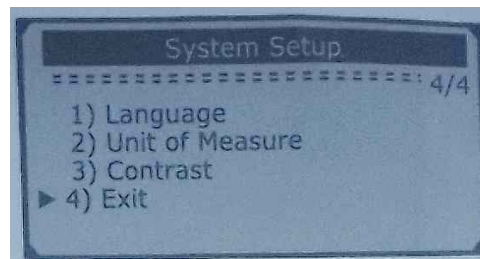 System Setup
========================: 4/4
1) Language
2) Unit of Measure
3) Contrast
▶ 4) Exit